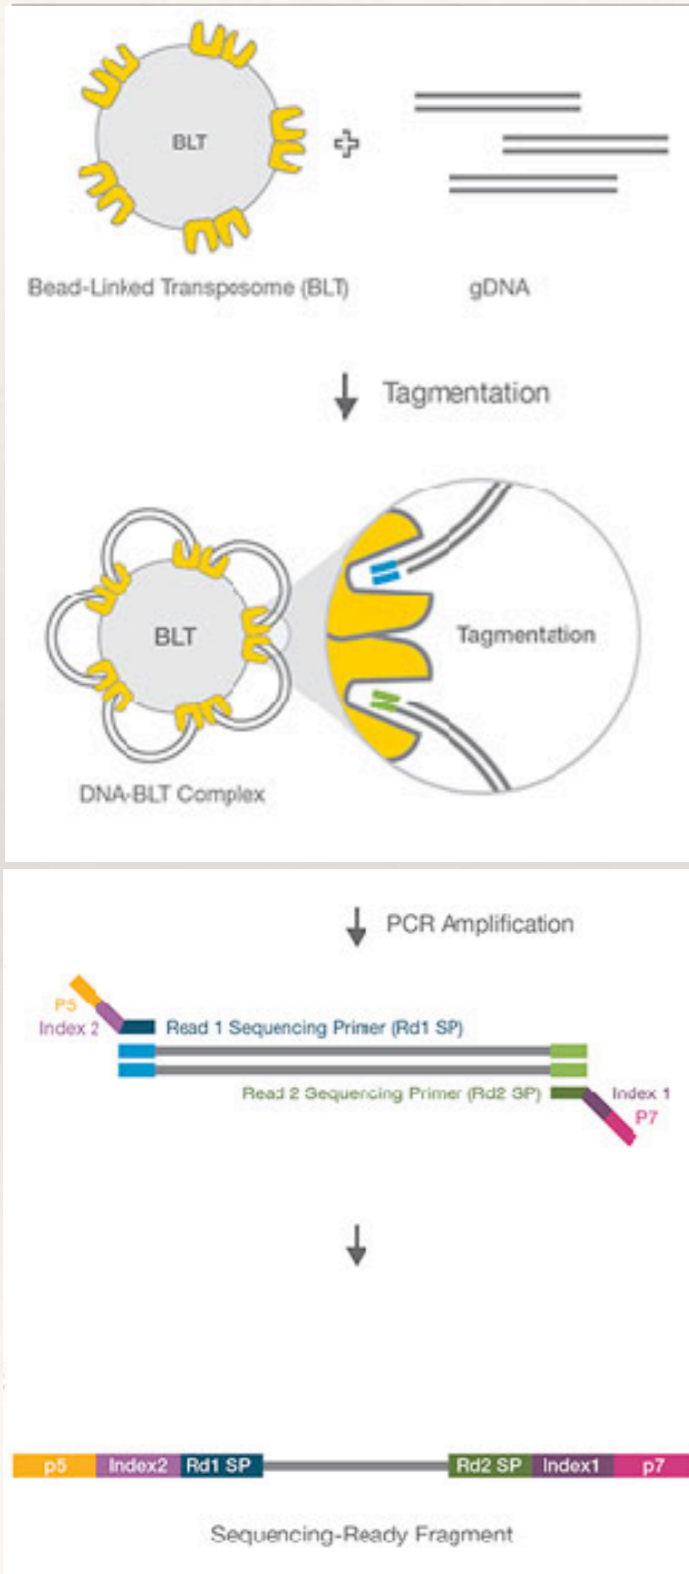 BLT
Bead-Linked Transposome (BLT)
gDNA
Tagmentation
BLT
Tagmentation
DNA-BLT Complex
PCR Amplification
P5
Index 2
Read 1 Sequencing Primer (Rd1 SP)
Read 2 Sequencing Primer (Rd2 SP)
Index 1
P7
p5 Index2 Rd1 SP Rd2 SP Index1 p7
Sequencing-Ready Fragment